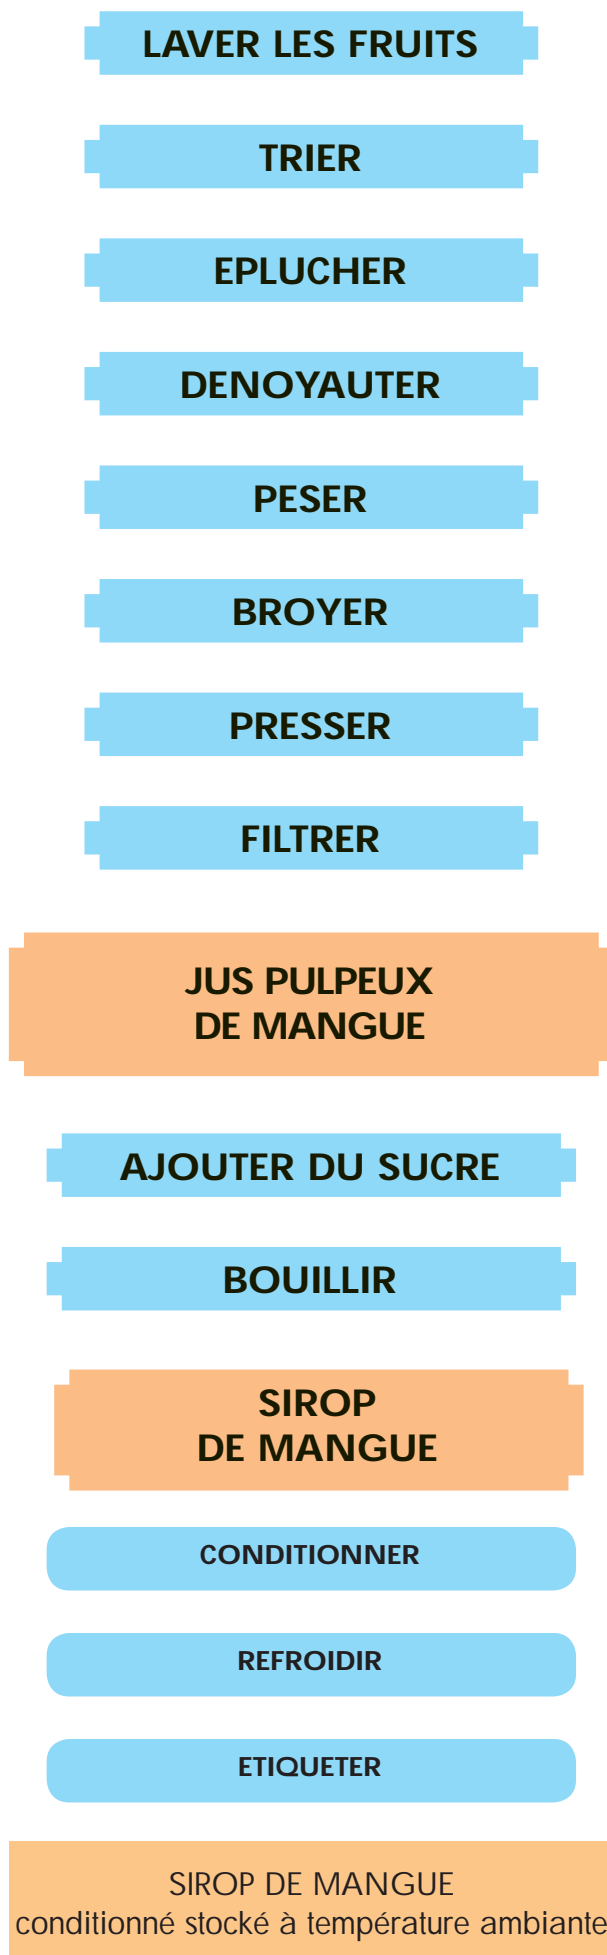 LAVER LES FRUITS
TRIER
EPLUCHER
DENOYAUTER
PESER
BROYER
PRESSER
FILTRER
JUS PULPEUX
DE MANGUE
AJOUTER DU SUCRE
BOUILLIR
SIROP
DE MANGUE
CONDITIONNER
REFROIDIR
ETIQUETER
SIROP DE MANGUE
conditionné stocké à température ambiante